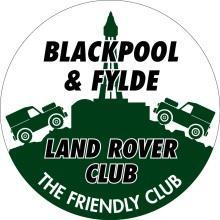 BLACKPOOL
& FYLDE
LAND ROVER
CLUB
THE FRIENDLY CLUB